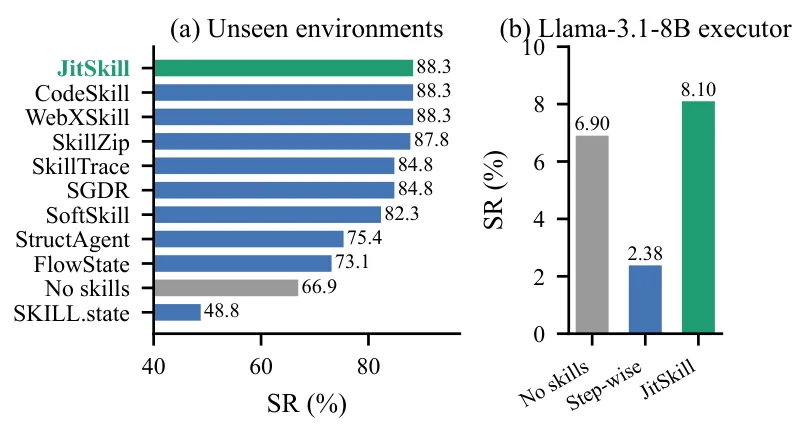 (a) Unseen environments
JitSkill 88.3
CodeSkill 88.3
WebXSkill 88.3
SkillZip 87.8
SkillTrace 84.8
SGDR 84.8
SoftSkill 82.3
StructAgent 75.4
FlowState 73.1
No skills 66.9
SKILL.state 48.8
40 60 80
SR (%)
(b) Llama-3.1-8B executor
10
8
6
4
2
0
SR (%)
6.90
2.38
8.10
No skills
Step-wise
JitSkill